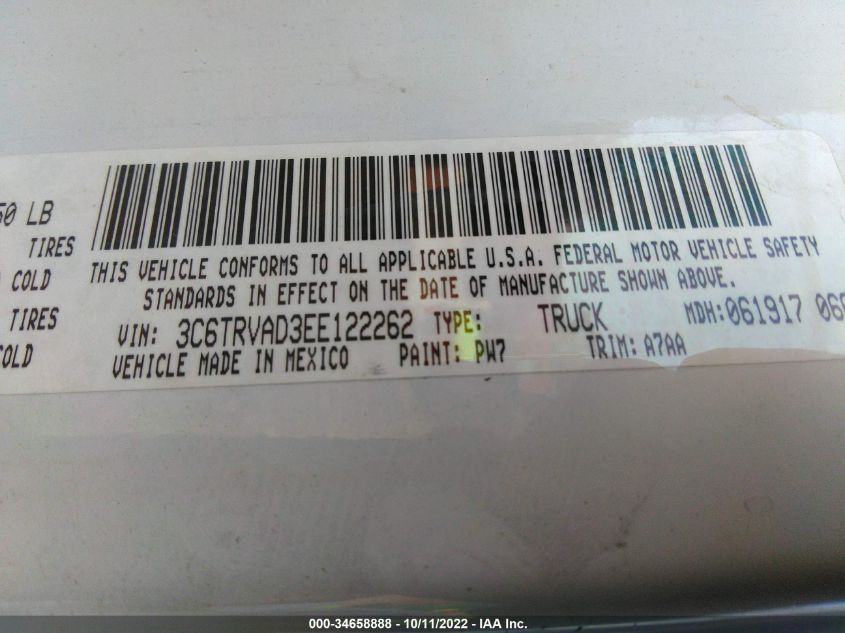 50 LB
TIRES
COLD
TIRES
COLD
THIS VEHICLE CONFORMS TO ALL APPLICABLE U.S.A. FEDERAL MOTOR VEHICLE SAFETY
STANDARDS IN EFFECT ON THE DATE OF MANUFACTURE SHOWN ABOVE.
VIN: 3C6TRVAD3EE122262 TYPE: TRUCK MDH: 061917
VEHICLE MADE IN MEXICO PAINT: PW7 TRIM: A7AA
000-34658888 - 10/11/2022 - IAA Inc.